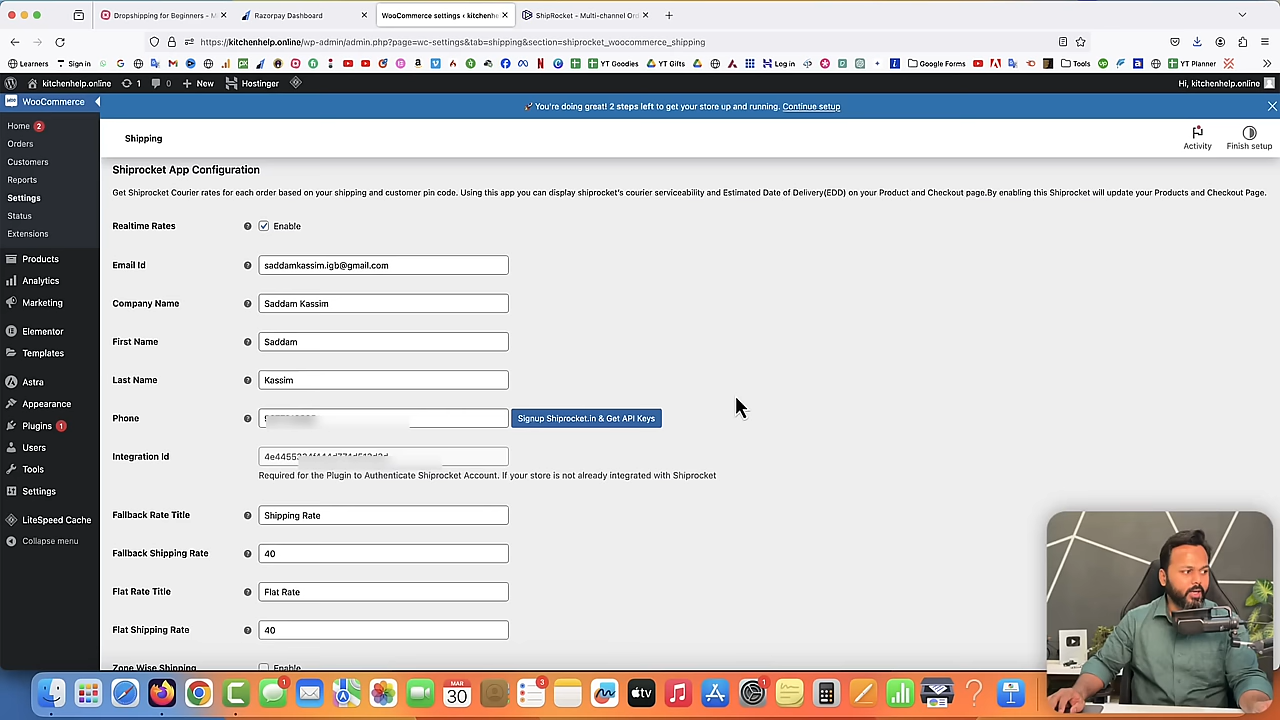 Dropshipping for Beginners - M
Razorpay Dashboard
WooCommerce settings ‹ kitchenh
ShipRocket - Multi-channel Or
https://kitchenhelp.online/wp-admin/admin.php?page=wc-settings&tab=shipping&section=shiprocket_woocommerce_shipping
Learners
Sign in
YT Goodies
YT Gifts
Log in
Google Forms
Tools
YT Planner
kitchenhelp.online
1
0
New
Hostinger
Hi, kitchenhelp.online
WooCommerce
You're doing great! 2 steps left to get your store up and running. Continue setup
Home 2
Orders
Customers
Reports
Settings
Status
Extensions
Products
Analytics
Marketing
Elementor
Templates
Astra
Appearance
Plugins 1
Users
Tools
Settings
LiteSpeed Cache
Collapse menu
Shipping
Activity
Finish setup
Shiprocket App Configuration
Get Shiprocket Courier rates for each order based on your shipping and customer pin code. Using this app you can display shiprocket's courier serviceability and Estimated Date of Delivery(EDD) on your Product and Checkout page.By enabling this Shiprocket will update your Products and Checkout Page.
Realtime Rates Enable
Email Id saddamkassim.igb@gmail.com
Company Name Saddam Kassim
First Name Saddam
Last Name Kassim
Phone Signup Shiprocket.in & Get API Keys
Integration Id
Required for the Plugin to Authenticate Shiprocket Account. If your store is not already integrated with Shiprocket
Fallback Rate Title Shipping Rate
Fallback Shipping Rate 40
Flat Rate Title Flat Rate
Flat Shipping Rate 40
Zone Wise Shipping Enable
1
MAR
30
3
tv
1